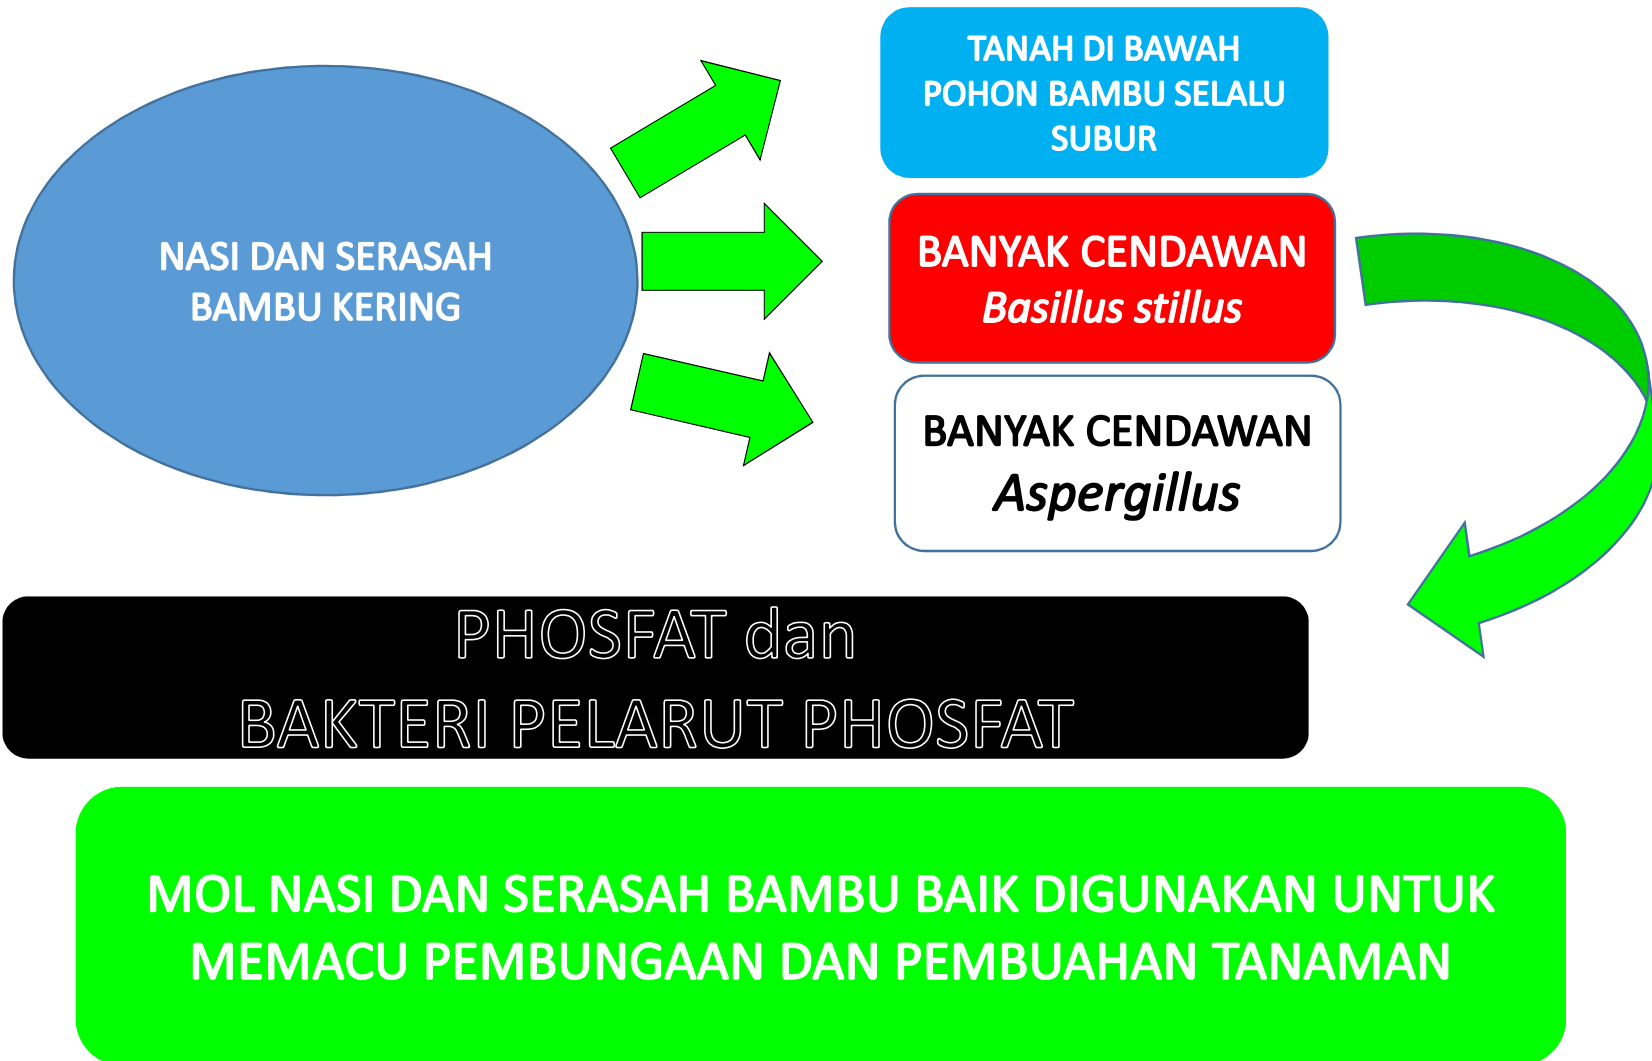 NASI DAN SERASAH
BAMBU KERING
TANAH DI BAWAH
POHON BAMBU SELALU
SUBUR
BANYAK CENDAWAN
Basillus stillus
BANYAK CENDAWAN
Aspergillus
PHOSFAT dan
BAKTERI PELARUT PHOSFAT
MOL NASI DAN SERASAH BAMBU BAIK DIGUNAKAN UNTUK
MEMACU PEMBUNGAAN DAN PEMBUAHAN TANAMAN